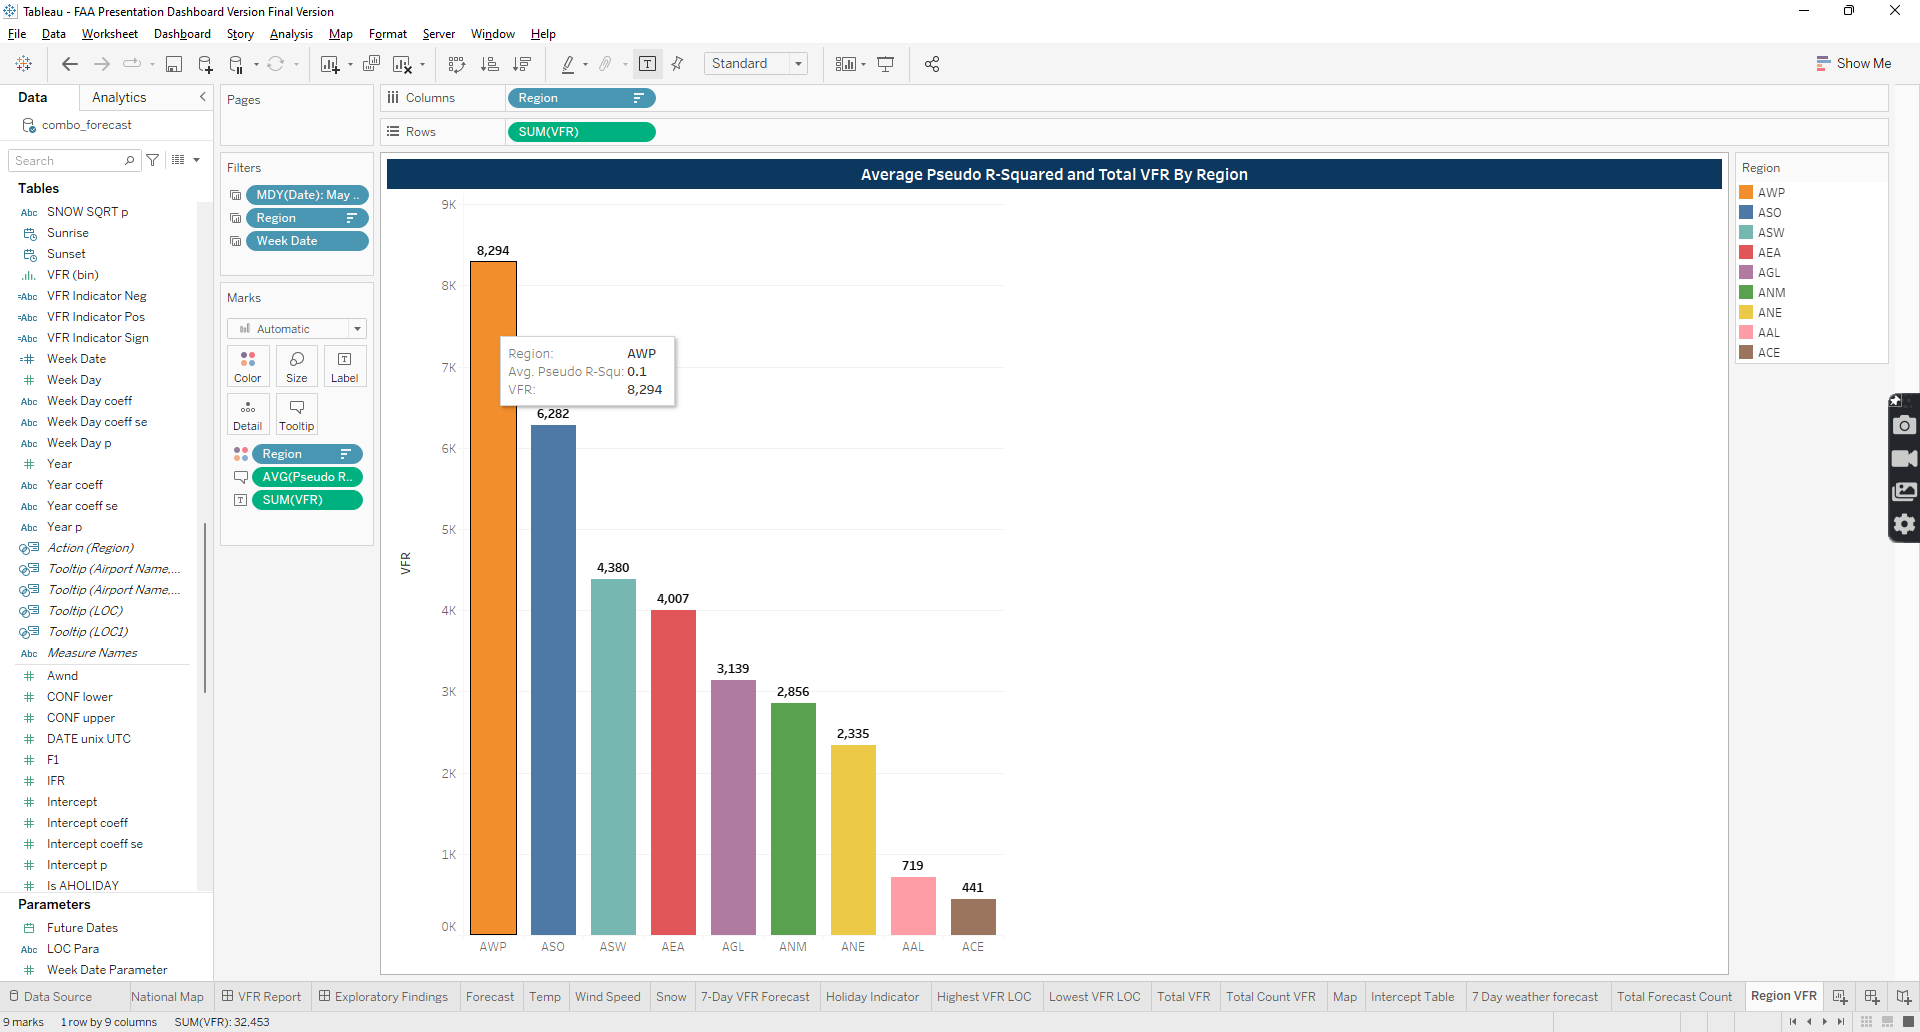 Tableau - FAA Presentation Dashboard Version Final Version
File Data Worksheet Dashboard Story Analysis Map Format Server Window Help
Standard
Show Me
Data Analytics
combo_forecast
Search
Tables
SNOW SQRT p
Sunrise
Sunset
VFR (bin)
VFR Indicator Neg
VFR Indicator Pos
VFR Indicator Sign
Week Date
Week Day
Week Day coeff
Week Day coeff se
Week Day p
Year
Year coeff
Year coeff se
Year p
Action (Region)
Tooltip (Airport Name,...
Tooltip (Airport Name,...
Tooltip (LOC)
Tooltip (LOC1)
Measure Names
Awnd
CONF lower
CONF upper
DATE unix UTC
F1
IFR
Intercept
Intercept coeff
Intercept coeff se
Intercept p
Is AHOLIDAY
Parameters
Future Dates
LOC Para
Week Date Parameter
Pages
Filters
MDY(Date): May ..
Region
Week Date
Marks
Automatic
Color Size Label
Detail Tooltip
Region
AVG(Pseudo R..
SUM(VFR)
Columns Region
Rows SUM(VFR)
Average Pseudo R-Squared and Total VFR By Region
9K
8K
7K
6K
5K
4K
3K
2K
1K
0K
VFR
8,294
6,282
4,380
4,007
3,139
2,856
2,335
719
441
Region: AWP
Avg. Pseudo R-Squ: 0.1
VFR: 8,294
AWP ASO ASW AEA AGL ANM ANE AAL ACE
Region
AWP
ASO
ASW
AEA
AGL
ANM
ANE
AAL
ACE
Data Source National Map VFR Report Exploratory Findings Forecast Temp Wind Speed Snow 7-Day VFR Forecast Holiday Indicator Highest VFR LOC Lowest VFR LOC Total VFR Total Count VFR Map Intercept Table 7 Day weather forecast Total Forecast Count Region VFR
9 marks 1 row by 9 columns SUM(VFR): 32,453